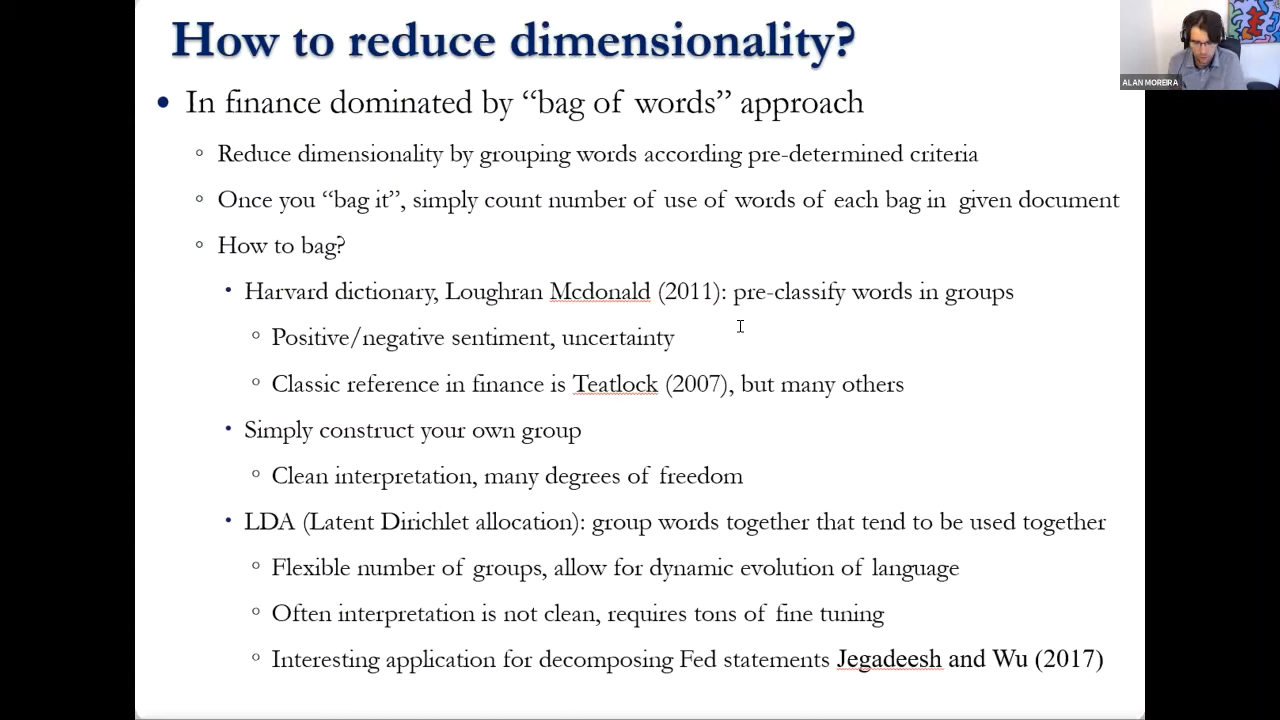 How to reduce dimensionality?
ALAN MOREIRA
In finance dominated by “bag of words” approach
Reduce dimensionality by grouping words according pre-determined criteria
Once you “bag it”, simply count number of use of words of each bag in given document
How to bag?
Harvard dictionary, Loughran Mcdonald (2011): pre-classify words in groups
Positive/negative sentiment, uncertainty
Classic reference in finance is Teatlock (2007), but many others
Simply construct your own group
Clean interpretation, many degrees of freedom
LDA (Latent Dirichlet allocation): group words together that tend to be used together
Flexible number of groups, allow for dynamic evolution of language
Often interpretation is not clean, requires tons of fine tuning
Interesting application for decomposing Fed statements Jegadeesh and Wu (2017)